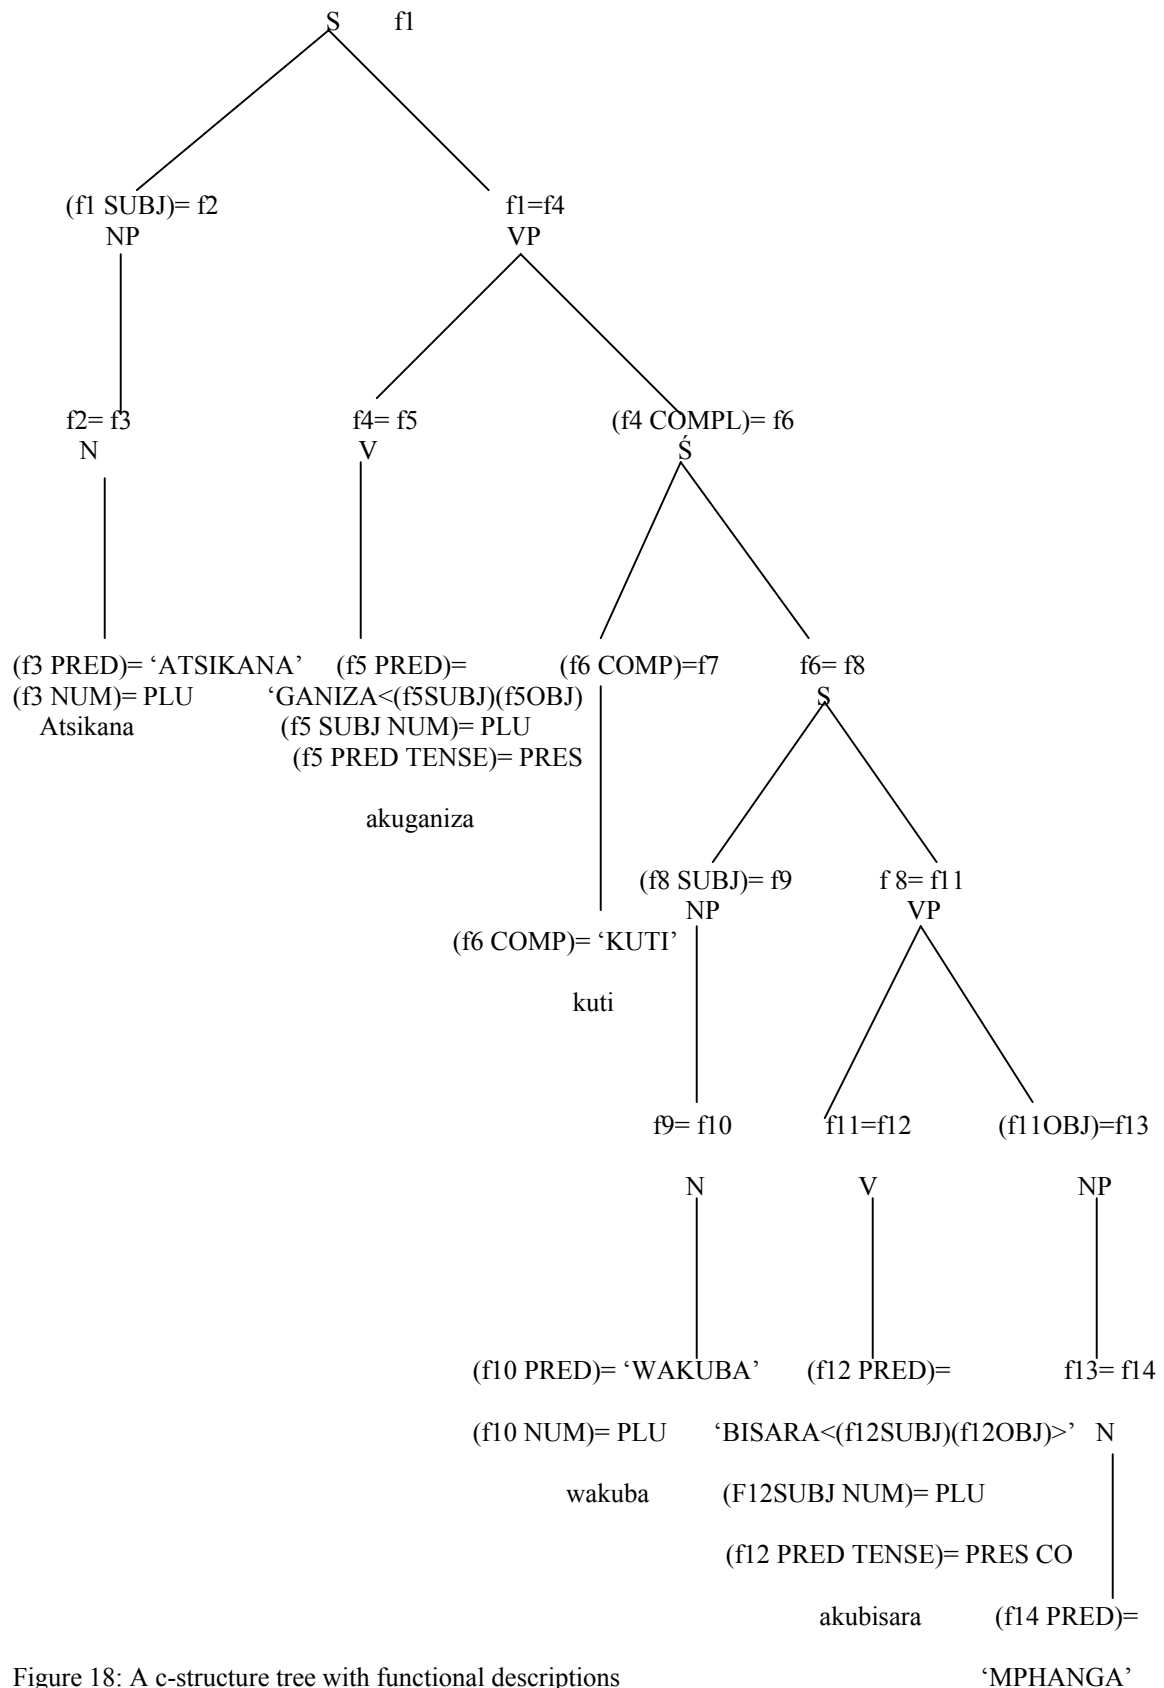 S f1
(f1 SUBJ)= f2 f1=f4
NP VP
f2= f3 f4= f5 (f4 COMPL)= f6
N V Ś
(f3 PRED)= ‘ATSIKANA’ (f5 PRED)= (f6 COMP)=f7 f6= f8
(f3 NUM)= PLU ‘GANIZA<(f5SUBJ)(f5OBJ) S
Atsikana (f5 SUBJ NUM)= PLU
(f5 PRED TENSE)= PRES
akuganiza
(f8 SUBJ)= f9 f 8= f11
NP VP
(f6 COMP)= ‘KUTI’
kuti
f9= f10 f11=f12 (f11OBJ)=f13
N V NP
(f10 PRED)= ‘WAKUBA’ (f12 PRED)= f13= f14
(f10 NUM)= PLU ‘BISARA<(f12SUBJ)(f12OBJ)>’ N
wakuba (F12SUBJ NUM)= PLU
(f12 PRED TENSE)= PRES CO
akubisara (f14 PRED)=
Figure 18: A c-structure tree with functional descriptions ‘MPHANGA’